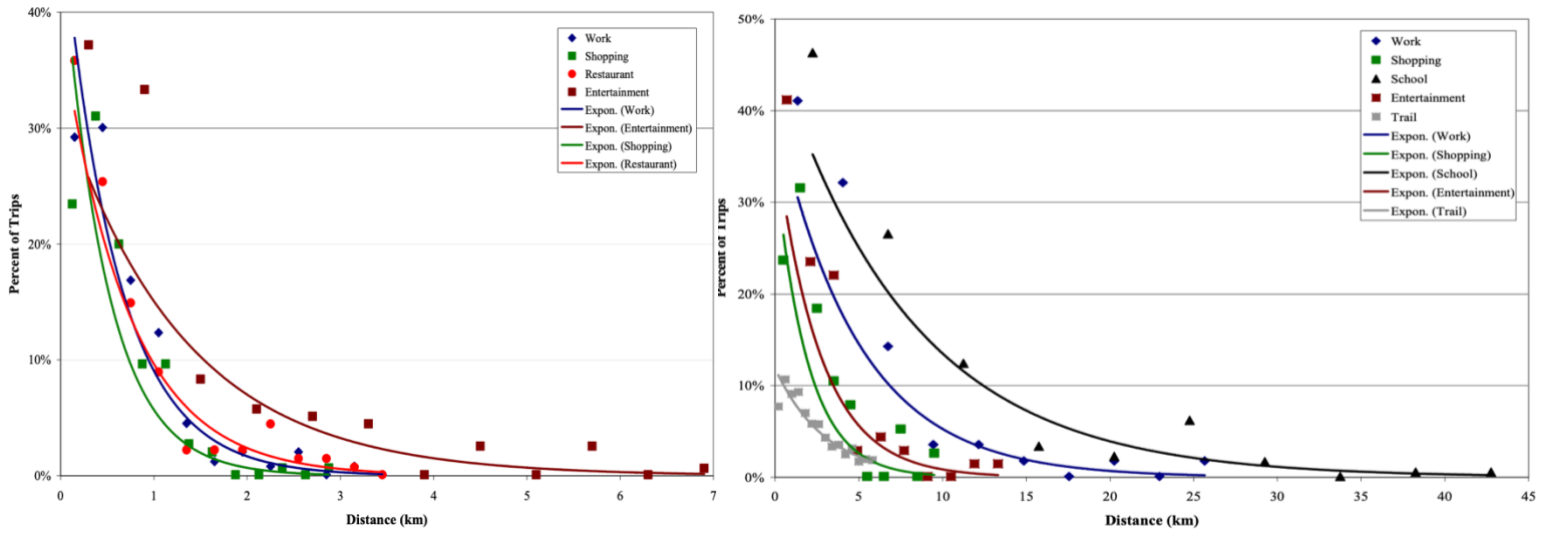 40%
30%
20%
10%
0%
Percent of Trips
0 1 2 3 4 5 6 7
Distance (km)
Work
Shopping
Restaurant
Entertainment
Expon. (Work)
Expon. (Entertainment)
Expon. (Shopping)
Expon. (Restaurant)
50%
40%
30%
20%
10%
0%
Percent of Trips
0 5 10 15 20 25 30 35 40 45
Distance (km)
Work
Shopping
School
Entertainment
Trail
Expon. (Work)
Expon. (Shopping)
Expon. (School)
Expon. (Entertainment)
Expon. (Trail)